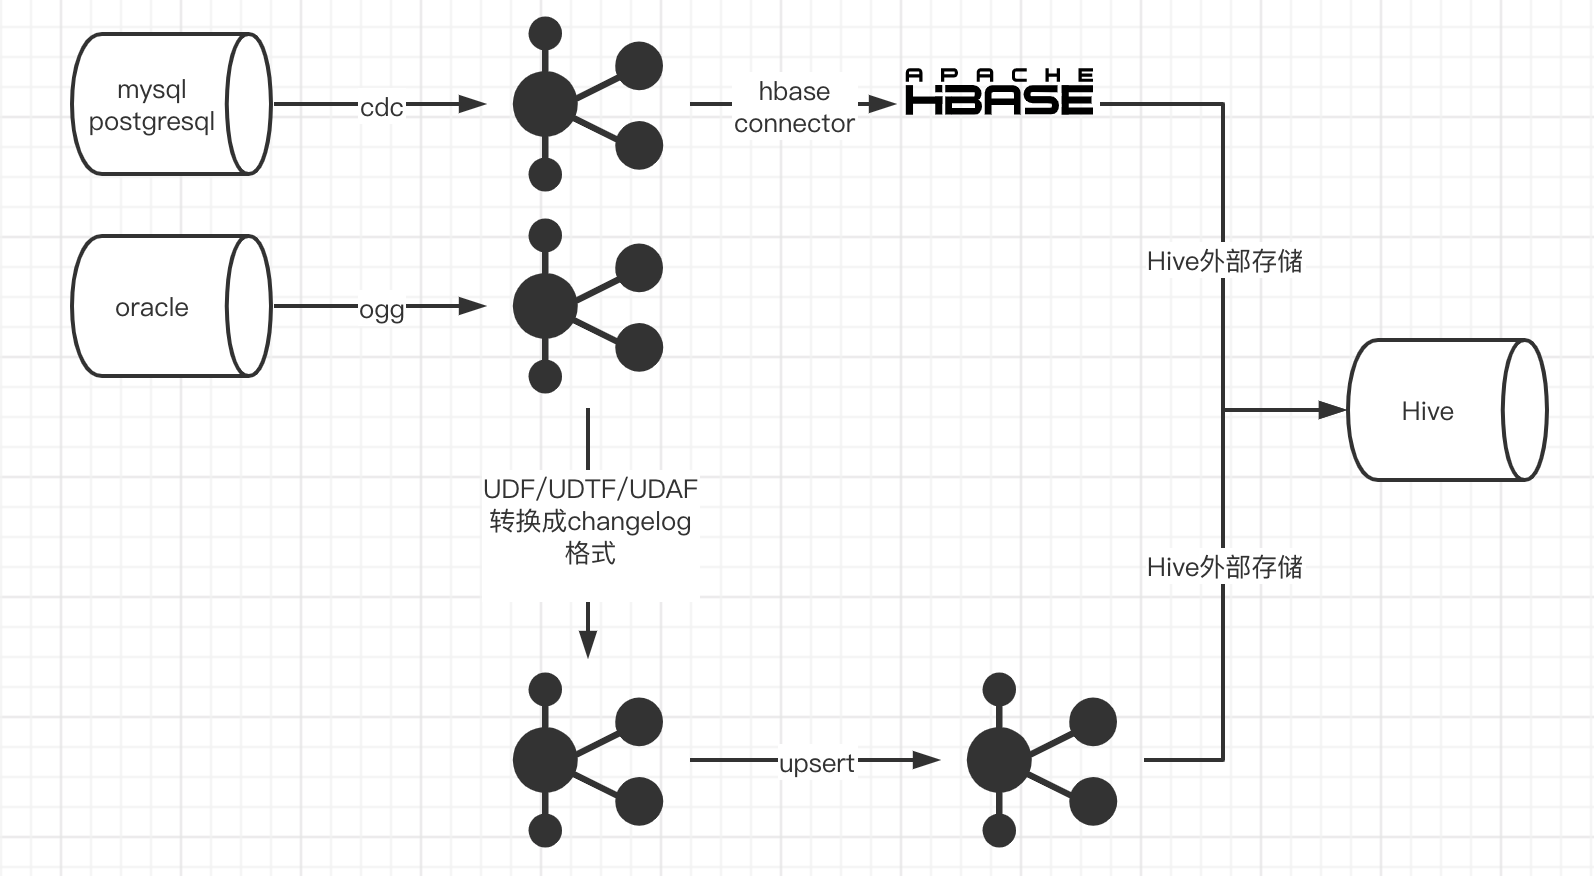 mysql
postgresql
cdc
hbase
connector
APACHE
HBASE
oracle
ogg
Hive外部存储
Hive
UDF/UDTF/UDAF
转换成changelog
格式
Hive外部存储
upsert